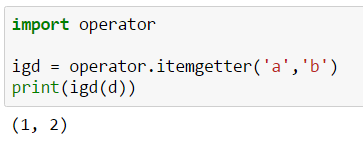 import operator
igd = operator.itemgetter('a','b')
print(igd(d))
(1, 2)